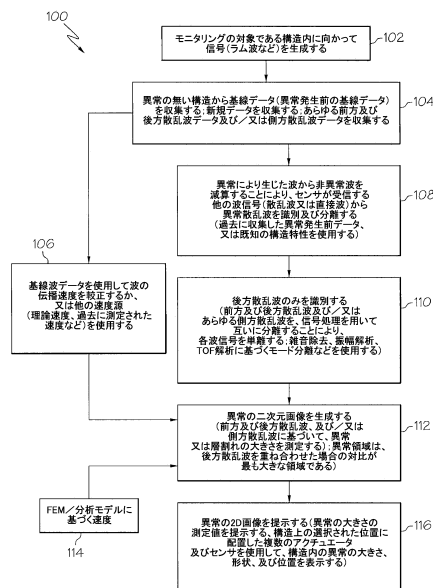 100
モニタリングの対象である構造内に向かって
信号(ラム波など)を生成する
102
異常の無い構造から基線データ(異常発生前の基線データ)
を収集する;新規データを収集する;あらゆる前方及び
後方散乱波データ及び/又は側方散乱波データを収集する
104
異常により生じた波から非異常波を
減算することにより、センサが受信する
他の波信号(散乱波又は直接波)から
異常散乱波を識別及び分離する
(過去に収集した異常発生前データ、
又は既知の構造特性を使用する)
108
106
基線波データを使用して波の
伝播速度を較正するか、
又は他の速度源
(理論速度、過去に測定された
速度など)を使用する
後方散乱波のみを識別する
(前方及び後方散乱波及び/又は
あらゆる側方散乱波を、信号処理を用いて
互いに分離することにより、
各波信号を単離する;雑音除去、振幅解析、
TOF解析に基づくモード分離などを使用する)
110
異常の二次元画像を生成する
(前方及び後方散乱波、及び/又は
側方散乱波に基づいて、異常
又は層割れの大きさを測定する);異常領域は、
後方散乱波を重ね合わせた場合の対比が
最も大きな領域である)
112
FEM/分析モデルに
基づく速度
114
異常の2D画像を提示する(異常の大きさの
測定値を提示する、構造上の選択された位置に
配置した複数のアクチュエータ
及びセンサを使用して、構造内の異常の大きさ、
形状、及び位置を表示する)
116